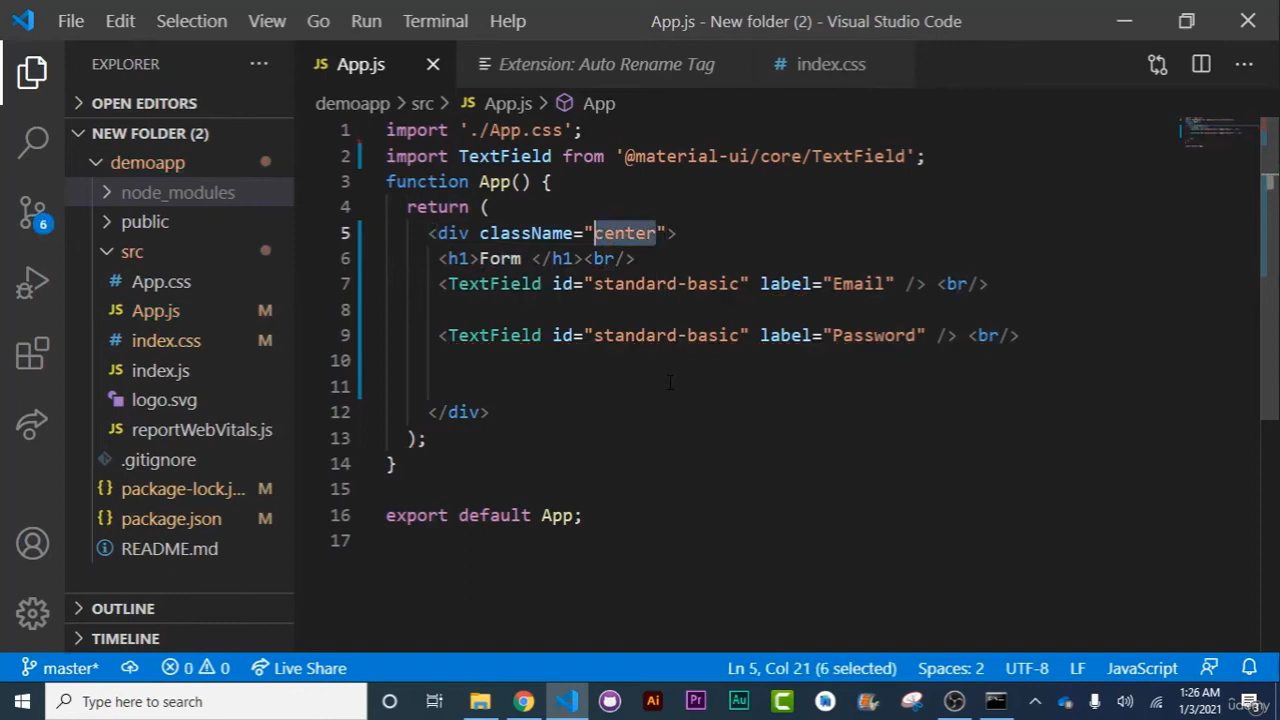 File Edit Selection View Go Run Terminal Help App.js - New folder (2) - Visual Studio Code
EXPLORER ··· JS App.js Extension: Auto Rename Tag index.css ···
OPEN EDITORS
NEW FOLDER (2)
demoapp
node_modules
public
src
App.css
JS App.js M
index.css M
JS index.js
logo.svg
JS reportWebVitals.js
.gitignore
{} package-lock.j... M
{} package.json M
README.md
OUTLINE
TIMELINE
6
demoapp > src > JS App.js > App
1 import './App.css';
2 import TextField from '@material-ui/core/TextField';
3 function App() {
4 return (
5 <div className="center">
6 <h1>Form </h1><br/>
7 <TextField id="standard-basic" label="Email" /> <br/>
8
9 <TextField id="standard-basic" label="Password" /> <br/>
10
11
12 </div>
13 );
14 }
15
16 export default App;
17
master* 0 0 Live Share Ln 5, Col 21 (6 selected) Spaces: 2 UTF-8 LF JavaScript
Type here to search Ai Pr Au 1:26 AM
1/3/2021
udemy